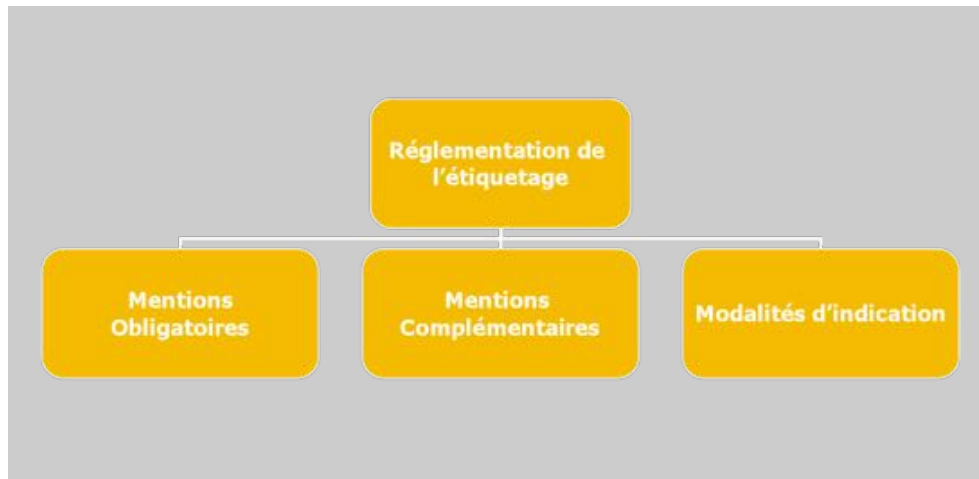 Réglementation de
l'étiquetage
Mentions
Obligatoires
Mentions
Complémentaires
Modalités d'indication